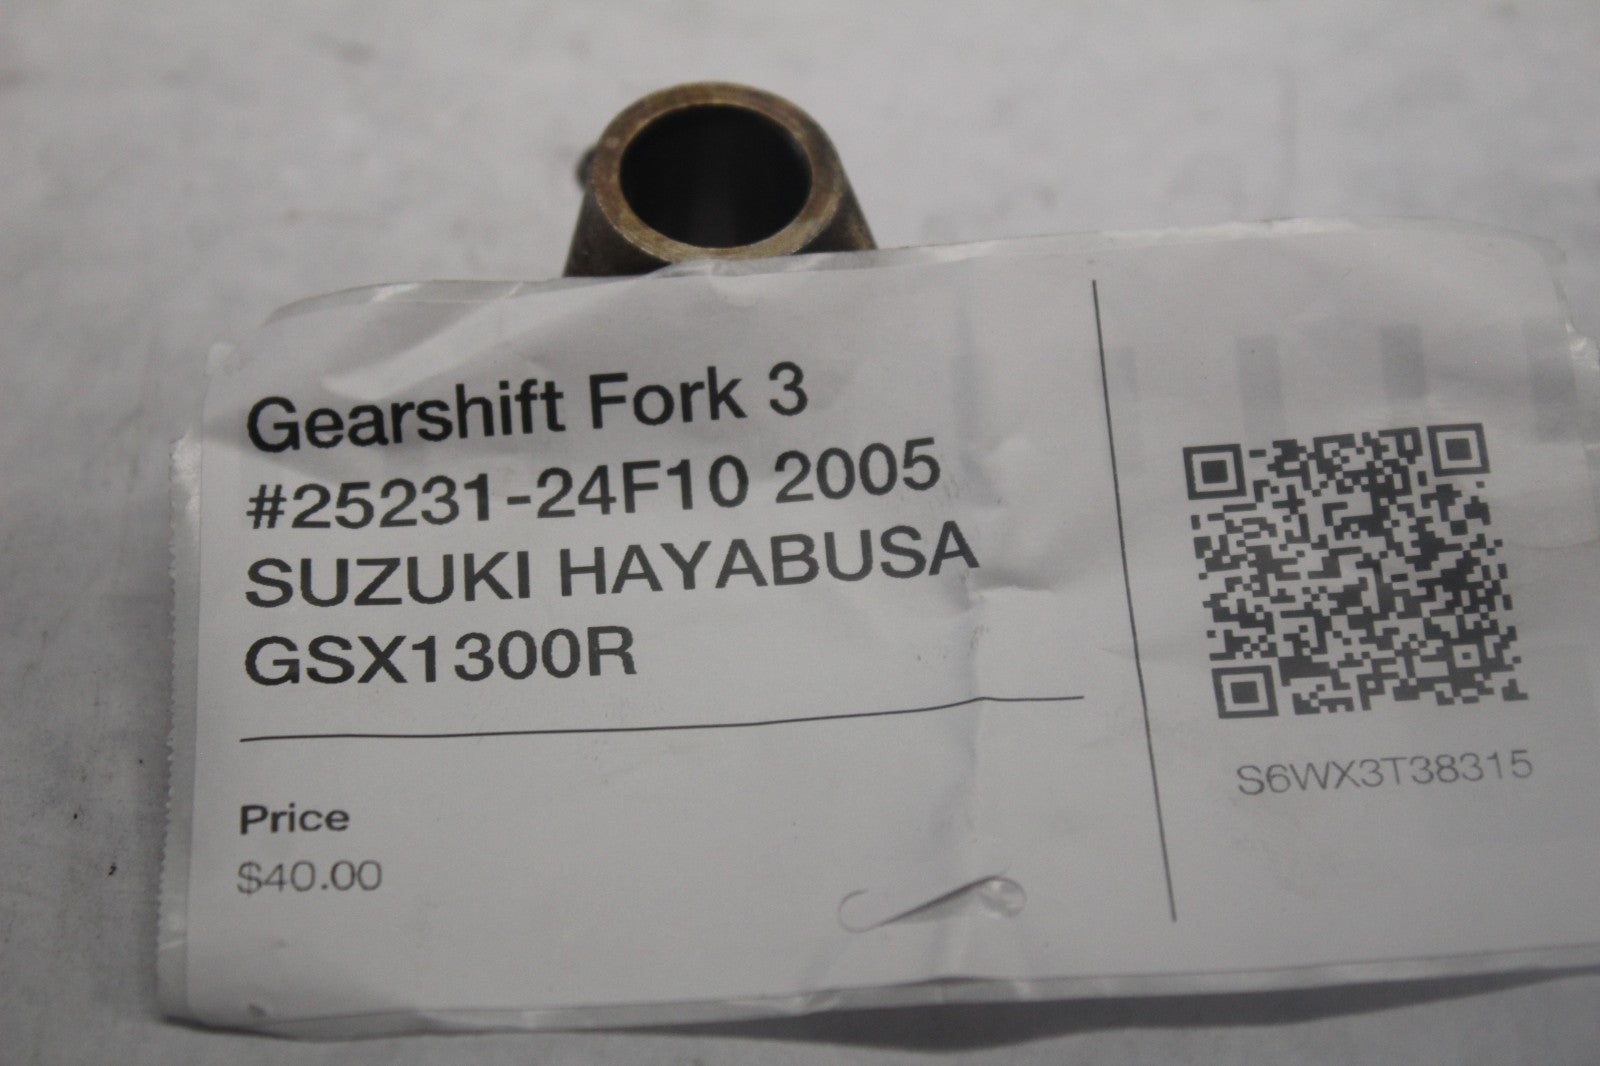 Gearshift Fork 3
#25231-24F10 2005
SUZUKI HAYABUSA
GSX1300R
Price
$40.00
S6WX3T38315